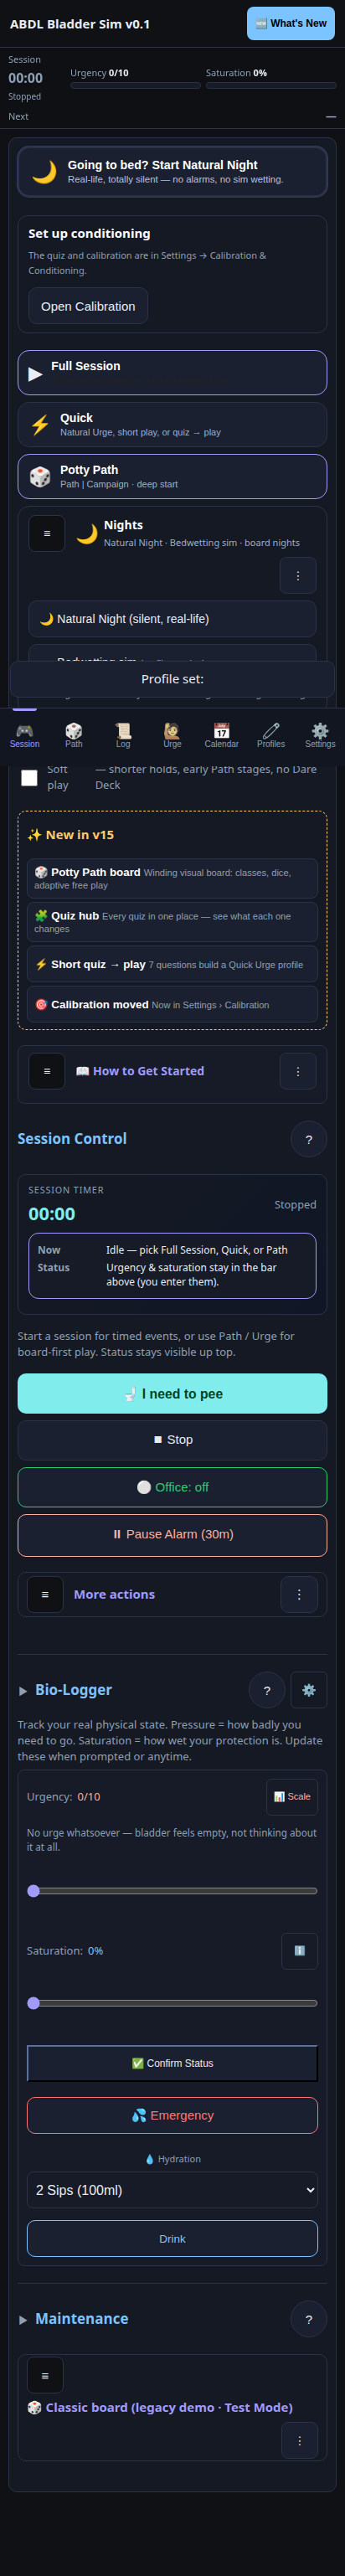 ABDL Bladder Sim v0.1
🆕 What's New
Session
00:00
Stopped
Urgency 0/10
Saturation 0%
Next
—
🌙 Going to bed? Start Natural Night
Real-life, totally silent — no alarms, no sim wetting.
Set up conditioning
The quiz and calibration are in Settings → Calibration &
Conditioning.
Open Calibration
▶ Full Session
⚡ Quick
Natural Urge, short play, or quiz → play
🎲 Potty Path
Path | Campaign · deep start
≡
🌙 Nights
Natural Night · Bedwetting sim · board nights
⋮
🌙 Natural Night (silent, real-life)
Profile set:
🎮 Session
🎲 Path
📜 Log
🙋 Urge
📅 Calendar
🖊 Profiles
⚙️ Settings
Soft
play
— shorter holds, early Path stages, no Dare
Deck
✨ New in v15
🎲 Potty Path board Winding visual board: classes, dice,
adaptive free play
🧩 Quiz hub Every quiz in one place — see what each one
changes
⚡ Short quiz → play 7 questions build a Quick Urge profile
🎯 Calibration moved Now in Settings › Calibration
≡
📖 How to Get Started
⋮
Session Control
?
SESSION TIMER
00:00
Stopped
Now Idle — pick Full Session, Quick, or Path
Status Urgency & saturation stay in the bar
above (you enter them).
Start a session for timed events, or use Path / Urge for
board-first play. Status stays visible up top.
🚽 I need to pee
⏹ Stop
⚪ Office: off
⏸ Pause Alarm (30m)
≡
More actions
⋮
▶ Bio-Logger
?
⚙️
Track your real physical state. Pressure = how badly you
need to go. Saturation = how wet your protection is. Update
these when prompted or anytime.
Urgency: 0/10
📊 Scale
No urge whatsoever — bladder feels empty, not thinking about
it at all.
Saturation: 0%
ℹ️
✅ Confirm Status
💦 Emergency
💧 Hydration
2 Sips (100ml)
Drink
▶ Maintenance
?
≡
🎲 Classic board (legacy demo · Test Mode)
⋮